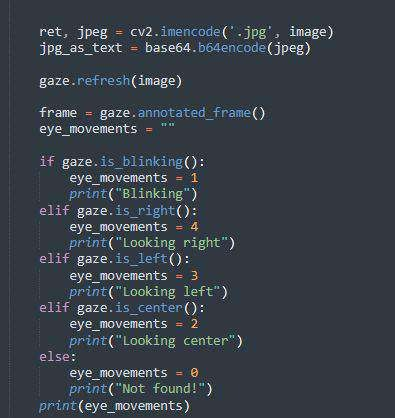 ret, jpeg = cv2.imencode('.jpg', image)
jpg_as_text = base64.b64encode(jpeg)
gaze.refresh(image)
frame = gaze.annotated_frame()
eye_movements = ""
if gaze.is_blinking():
    eye_movements = 1
    print("Blinking")
elif gaze.is_right():
    eye_movements = 4
    print("Looking right")
elif gaze.is_left():
    eye_movements = 3
    print("Looking left")
elif gaze.is_center():
    eye_movements = 2
    print("Looking center")
else:
    eye_movements = 0
    print("Not found!")
print(eye_movements)